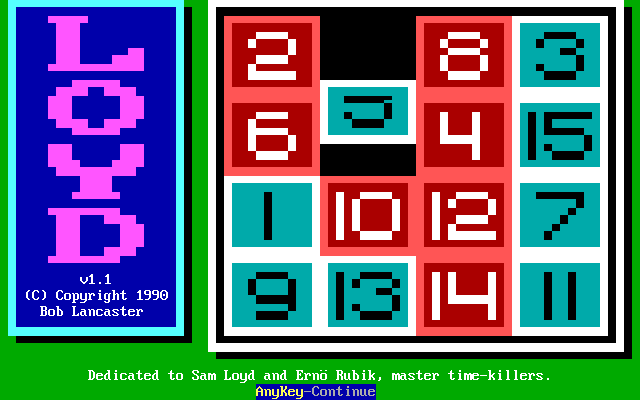 LOYD
v1.1
(C) Copyright 1990
Bob Lancaster
2 8 3
6 4 15
1 10 12 7
9 13 14 11
Dedicated to Sam Loyd and Ernö Rubik, master time-killers.
AnyKey-Continue